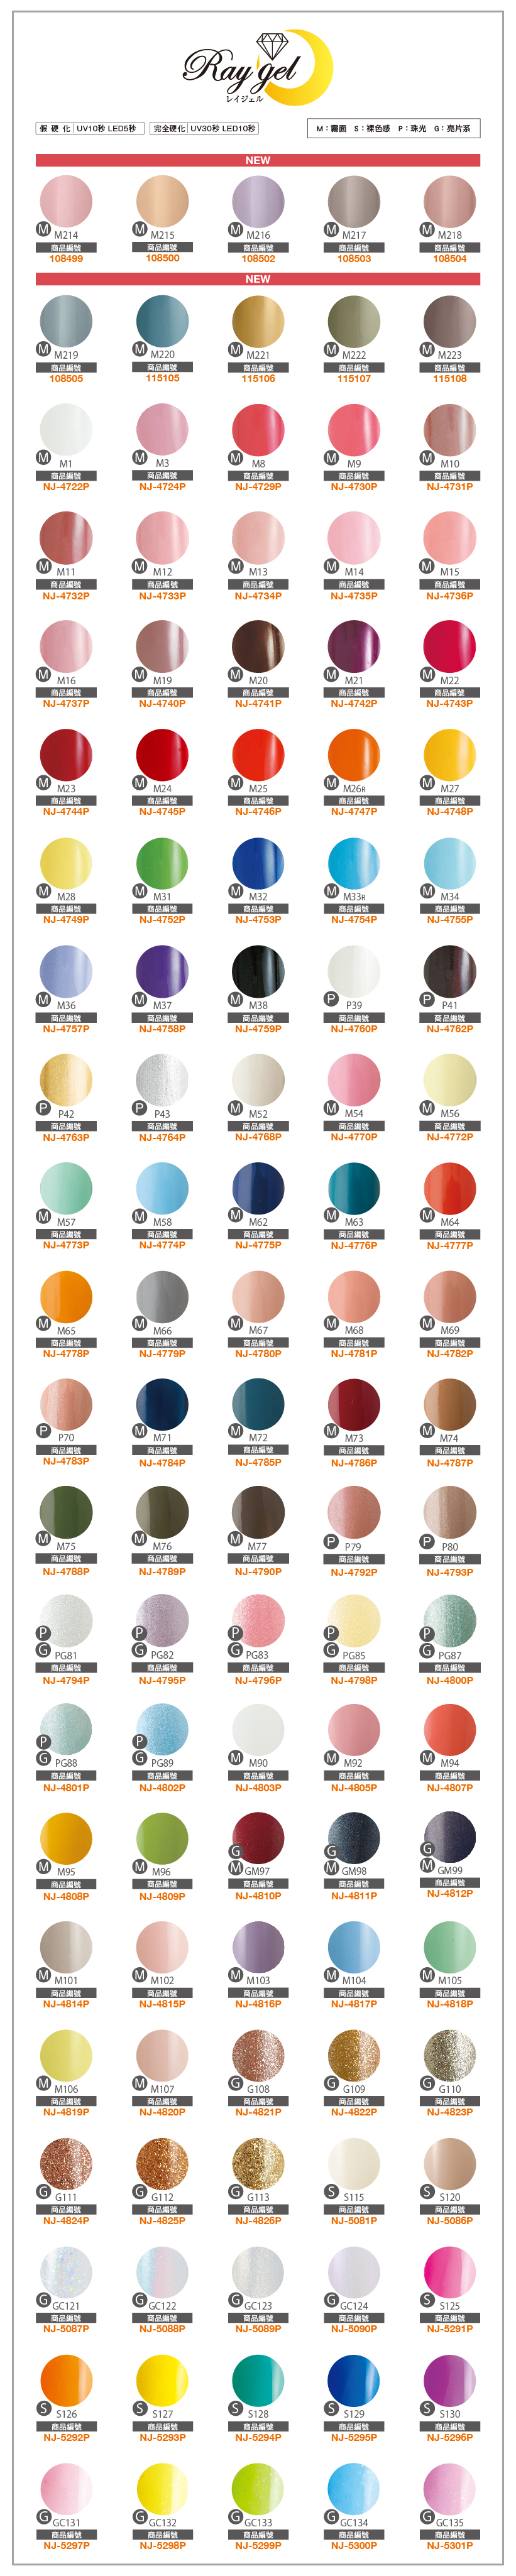 Ray gel
レイジェル
假 硬 化 UV10秒 LED5秒 完全硬化 UV30秒 LED10秒 M：霧面 S：裸色感 P：珠光 G：亮片系
NEW
M M214 M M215 M M216 M M217 M M218
商品編號 商品編號 商品編號 商品編號 商品編號
108499 108500 108502 108503 108504
NEW
M M219 M M220 M M221 M M222 M M223
商品編號 商品編號 商品編號 商品編號 商品編號
108505 115105 115106 115107 115108
M M1 M M3 M M8 M M9 M M10
商品編號 商品編號 商品編號 商品編號 商品編號
NJ-4722P NJ-4724P NJ-4729P NJ-4730P NJ-4731P
M M11 M M12 M M13 M M14 M M15
商品編號 商品編號 商品編號 商品編號 商品編號
NJ-4732P NJ-4733P NJ-4734P NJ-4735P NJ-4736P
M M16 M M19 M M20 M M21 M M22
商品編號 商品編號 商品編號 商品編號 商品編號
NJ-4737P NJ-4740P NJ-4741P NJ-4742P NJ-4743P
M M23 M M24 M M25 M M26R M M27
商品編號 商品編號 商品編號 商品編號 商品編號
NJ-4744P NJ-4745P NJ-4746P NJ-4747P NJ-4748P
M M28 M M31 M M32 M M33R M M34
商品編號 商品編號 商品編號 商品編號 商品編號
NJ-4749P NJ-4752P NJ-4753P NJ-4754P NJ-4755P
M M36 M M37 M M38 P P39 P P41
商品編號 商品編號 商品編號 商品編號 商品編號
NJ-4757P NJ-4758P NJ-4759P NJ-4760P NJ-4762P
P P42 P P43 M M52 M M54 M M56
商品編號 商品編號 商品編號 商品編號 商品編號
NJ-4763P NJ-4764P NJ-4768P NJ-4770P NJ-4772P
M M57 M M58 M M62 M M63 M M64
商品編號 商品編號 商品編號 商品編號 商品編號
NJ-4773P NJ-4774P NJ-4775P NJ-4776P NJ-4777P
M M65 M M66 M M67 M M68 M M69
商品編號 商品編號 商品編號 商品編號 商品編號
NJ-4778P NJ-4779P NJ-4780P NJ-4781P NJ-4782P
P P70 M M71 M M72 M M73 M M74
商品編號 商品編號 商品編號 商品編號 商品編號
NJ-4783P NJ-4784P NJ-4785P NJ-4786P NJ-4787P
M M75 M M76 M M77 P P79 P P80
商品編號 商品編號 商品編號 商品編號 商品編號
NJ-4788P NJ-4789P NJ-4790P NJ-4792P NJ-4793P
P P P P P
G PG81 G PG82 G PG83 G PG85 G PG87
商品編號 商品編號 商品編號 商品編號 商品編號
NJ-4794P NJ-4795P NJ-4796P NJ-4798P NJ-4800P
P P
G PG88 G PG89 M M90 M M92 M M94
商品編號 商品編號 商品編號 商品編號 商品編號
NJ-4801P NJ-4802P NJ-4803P NJ-4805P NJ-4807P
G G G
M M95 M M96 M GM97 M GM98 M GM99
商品編號 商品編號 商品編號 商品編號 商品編號
NJ-4808P NJ-4809P NJ-4810P NJ-4811P NJ-4812P
M M101 M M102 M M103 M M104 M M105
商品編號 商品編號 商品編號 商品編號 商品編號
NJ-4814P NJ-4815P NJ-4816P NJ-4817P NJ-4818P
M M106 M M107 G G108 G G109 G G110
商品編號 商品編號 商品編號 商品編號 商品編號
NJ-4819P NJ-4820P NJ-4821P NJ-4822P NJ-4823P
G G111 G G112 G G113 S S115 S S120
商品編號 商品編號 商品編號 商品編號 商品編號
NJ-4824P NJ-4825P NJ-4826P NJ-5081P NJ-5086P
G GC121 G GC122 G GC123 G GC124 S S125
商品編號 商品編號 商品編號 商品編號 商品編號
NJ-5087P NJ-5088P NJ-5089P NJ-5090P NJ-5291P
S S126 S S127 S S128 S S129 S S130
商品編號 商品編號 商品編號 商品編號 商品編號
NJ-5292P NJ-5293P NJ-5294P NJ-5295P NJ-5296P
G GC131 G GC132 G GC133 G GC134 G GC135
商品編號 商品編號 商品編號 商品編號 商品編號
NJ-5297P NJ-5298P NJ-5299P NJ-5300P NJ-5301P